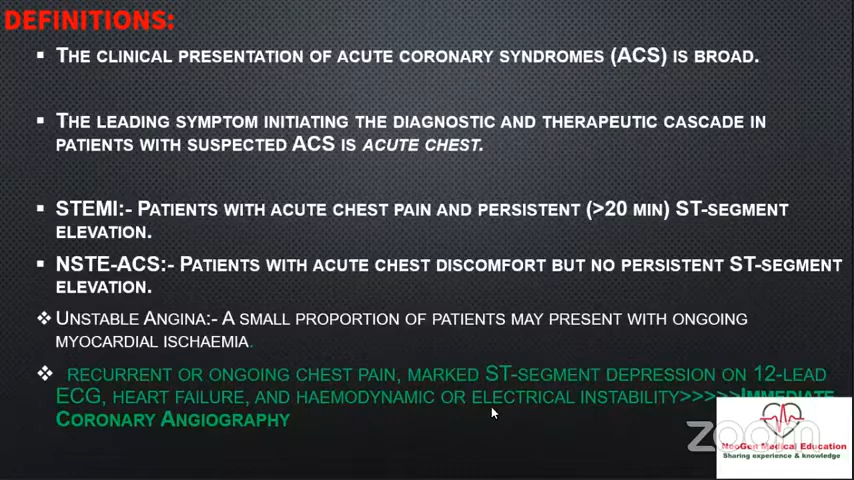 DEFINITIONS:
▪ THE CLINICAL PRESENTATION OF ACUTE CORONARY SYNDROMES (ACS) IS BROAD.
▪ THE LEADING SYMPTOM INITIATING THE DIAGNOSTIC AND THERAPEUTIC CASCADE IN
PATIENTS WITH SUSPECTED ACS IS ACUTE CHEST.
▪ STEMI:- PATIENTS WITH ACUTE CHEST PAIN AND PERSISTENT (>20 MIN) ST-SEGMENT
ELEVATION.
▪ NSTE-ACS:- PATIENTS WITH ACUTE CHEST DISCOMFORT BUT NO PERSISTENT ST-SEGMENT
ELEVATION.
❖ UNSTABLE ANGINA:- A SMALL PROPORTION OF PATIENTS MAY PRESENT WITH ONGOING
MYOCARDIAL ISCHAEMIA.
❖ RECURRENT OR ONGOING CHEST PAIN, MARKED ST-SEGMENT DEPRESSION ON 12-LEAD
ECG, HEART FAILURE, AND HAEMODYNAMIC OR ELECTRICAL INSTABILITY>>>>>IMMEDIATE
CORONARY ANGIOGRAPHY
zoom
NeoGen Medical Education
Sharing experience & knowledge